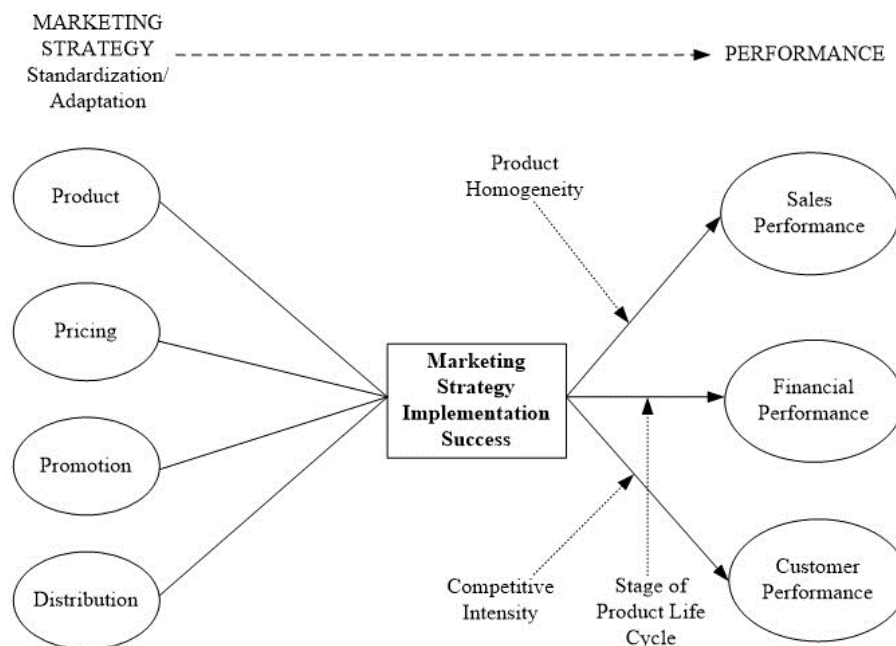 MARKETING
STRATEGY
Standardization/
Adaptation
PERFORMANCE
Product
Pricing
Promotion
Distribution
Marketing
Strategy
Implementation
Success
Product
Homogeneity
Competitive
Intensity
Stage of
Product Life
Cycle
Sales
Performance
Financial
Performance
Customer
Performance